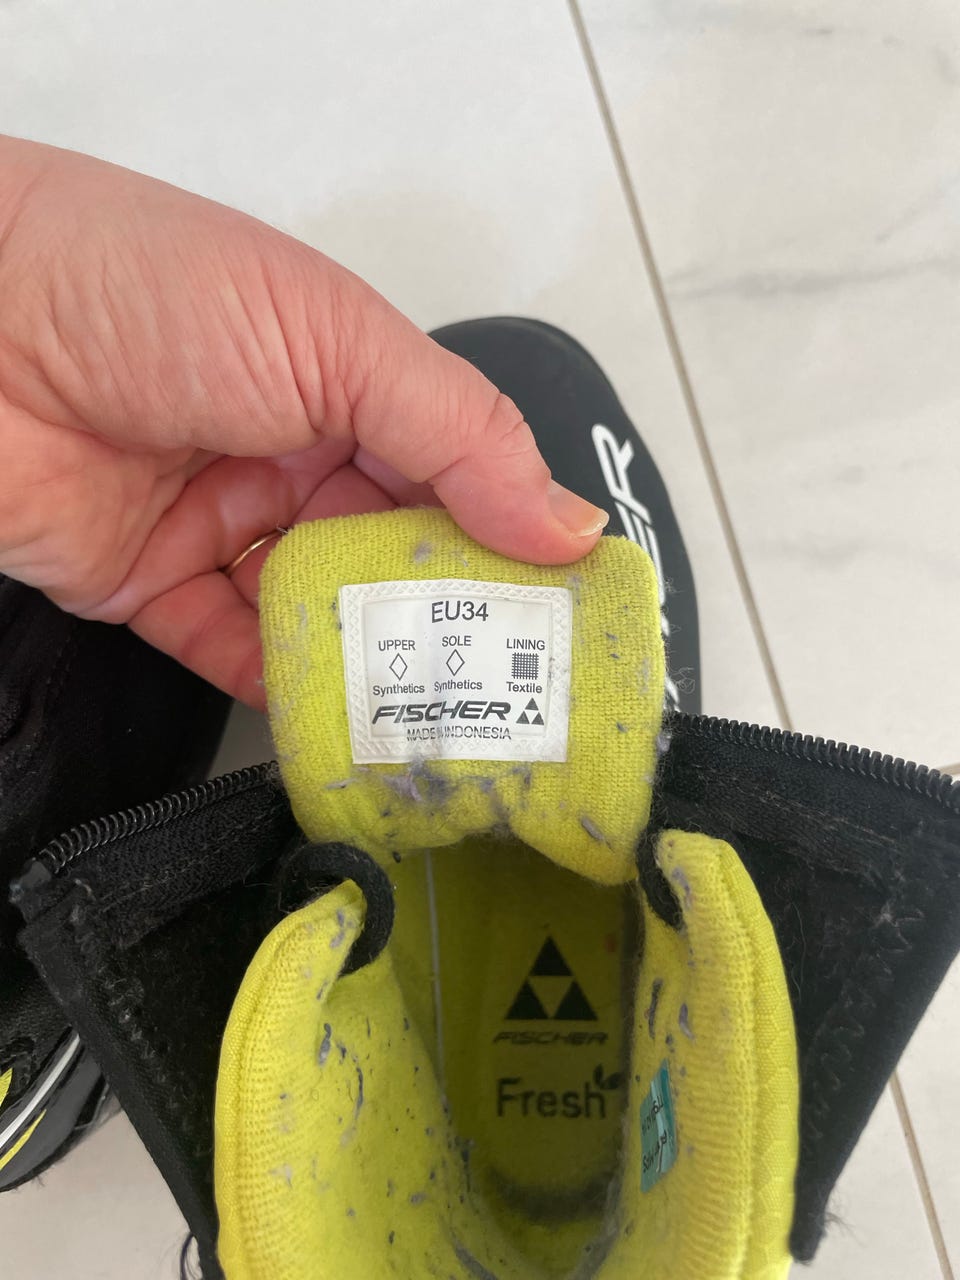 EU34
UPPER SOLE LINING
Synthetics Synthetics Textile
FISCHER
MADE IN INDONESIA
FISCHER
Fresh